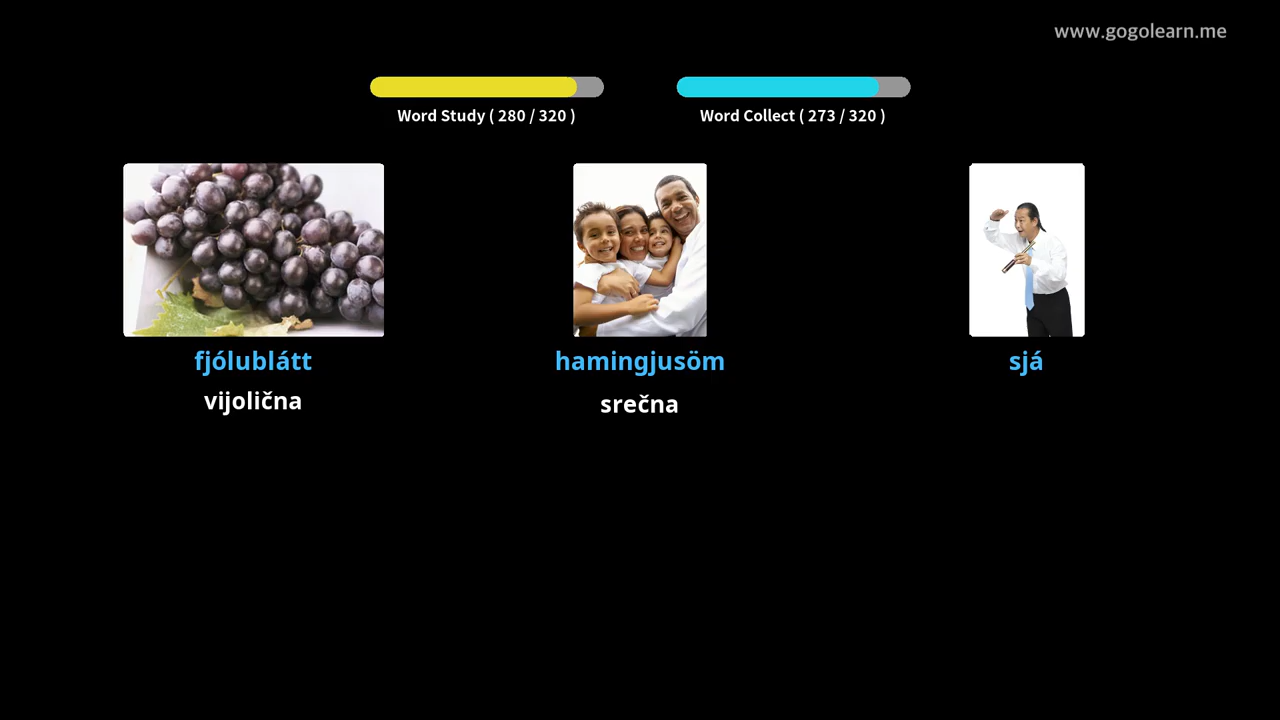 www.gogolearn.me
Word Study ( 280 / 320 )
Word Collect ( 273 / 320 )
fjólublátt
hamingjusöm
sjá
vijolična
srečna